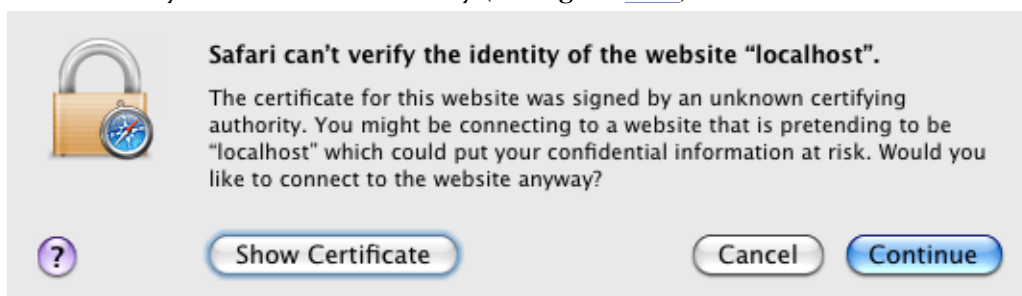 Safari can’t verify the identity of the website “localhost”.
The certificate for this website was signed by an unknown certifying
authority. You might be connecting to a website that is pretending to be
“localhost” which could put your confidential information at risk. Would you
like to connect to the website anyway?
?
Show Certificate
Cancel
Continue